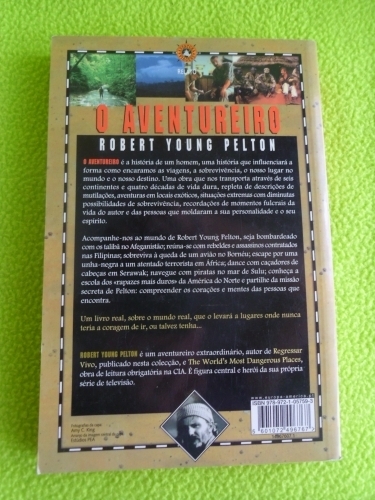 O AVENTUREIRO
ROBERT YOUNG PELTON
O AVENTUREIRO é a história de um homem, uma história que influenciará a
forma como encaramos as viagens, a sobrevivência, o nosso lugar no
mundo e o nosso destino. Uma obra que nos transporta através de seis
continentes e quatro décadas de vida dura, repleta de descrições de
mutilações, aventuras em locais exóticos, situações extremas com diminutas
possibilidades de sobrevivência, recordações de momentos fulcrais da
vida do autor e das pessoas que moldaram a sua personalidade e o seu
espírito.
Acompanhe-nos ao mundo de Robert Young Pelton, seja bombardeado
com os talibã no Afeganistão; reúna-se com rebeldes e assassinos contratados
nas Filipinas; sobreviva à queda de um avião no Bornéu; escape por uma
unha-negra a um atentado terrorista em África; dance com caçadores de
cabeças em Serawak; navegue com piratas no mar de Sulu; conheça a
escola dos «rapazes mais duros» da América do Norte e partilhe da missão
secreta de Pelton: compreender os corações e mentes das pessoas que
encontra.
Um livro real, sobre o mundo real, que o levará a lugares onde nunca
teria a coragem de ir, ou talvez tenha...
ROBERT YOUNG PELTON é um aventureiro extraordinário, autor de Regressar
Vivo, publicado nesta colecção, e The World's Most Dangerous Places,
obra de leitura obrigatória na CIA. É figura central e herói da sua própria
série de televisão.
Fotografias da capa:
Amy C. King
Estúdios PEA